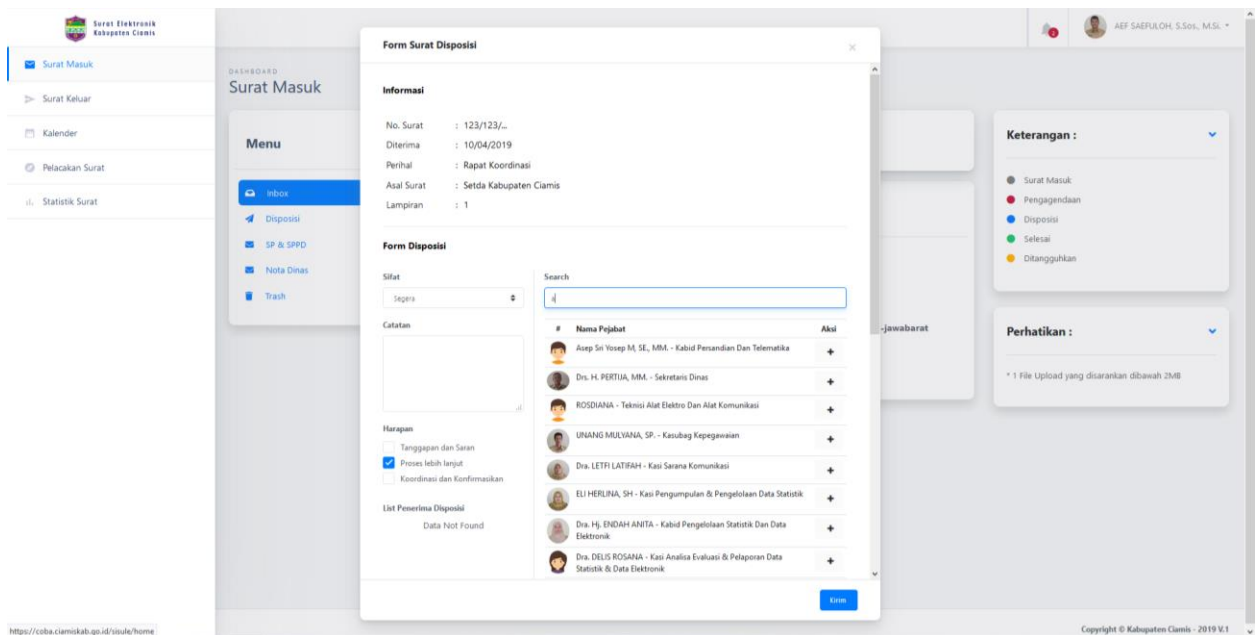 Surat Elektronik
Kabupaten Ciamis
Surat Masuk
Surat Keluar
Kalender
Pelacakan Surat
Statistik Surat
https://coba.ciamiskab.go.id/sisule/home
DASHBOARD
Surat Masuk
Menu
Inbox
Disposisi
SP & SPPD
Nota Dinas
Trash
Form Surat Disposisi
×
Informasi
No. Surat : 123/123/...
Diterima : 10/04/2019
Perihal : Rapat Koordinasi
Asal Surat : Setda Kabupaten Ciamis
Lampiran : 1
Form Disposisi
Sifat
Segera
Catatan
Harapan
Tanggapan dan Saran
Proses lebih lanjut
Koordinasi dan Konfirmasikan
List Penerima Disposisi
Data Not Found
Search
a
# Nama Pejabat Aksi
Asep Sri Yosep M, SE., MM. - Kabid Persandian Dan Telematika +
Drs. H. PERTIJA, MM. - Sekretaris Dinas +
ROSDIANA - Teknisi Alat Elektro Dan Alat Komunikasi +
UNANG MULYANA, SP. - Kasubag Kepegawaian +
Dra. LETFI LATIFAH - Kasi Sarana Komunikasi +
ELI HERLINA, SH - Kasi Pengumpulan & Pengelolaan Data Statistik +
Dra. Hj. ENDAH ANITA - Kabid Pengelolaan Statistik Dan Data
Elektronik +
Dra. DELIS ROSANA - Kasi Analisa Evaluasi & Pelaporan Data
Statistik & Data Elektronik +
Kirim
AEF SAEFULOH, S.Sos., M.Si.
Keterangan :
Surat Masuk
Pengagendaan
Disposisi
Selesai
Ditangguhkan
-jawabarat
Perhatikan :
* 1 File Upload yang disarankan dibawah 2MB
Copyright © Kabupaten Ciamis - 2019 V.1